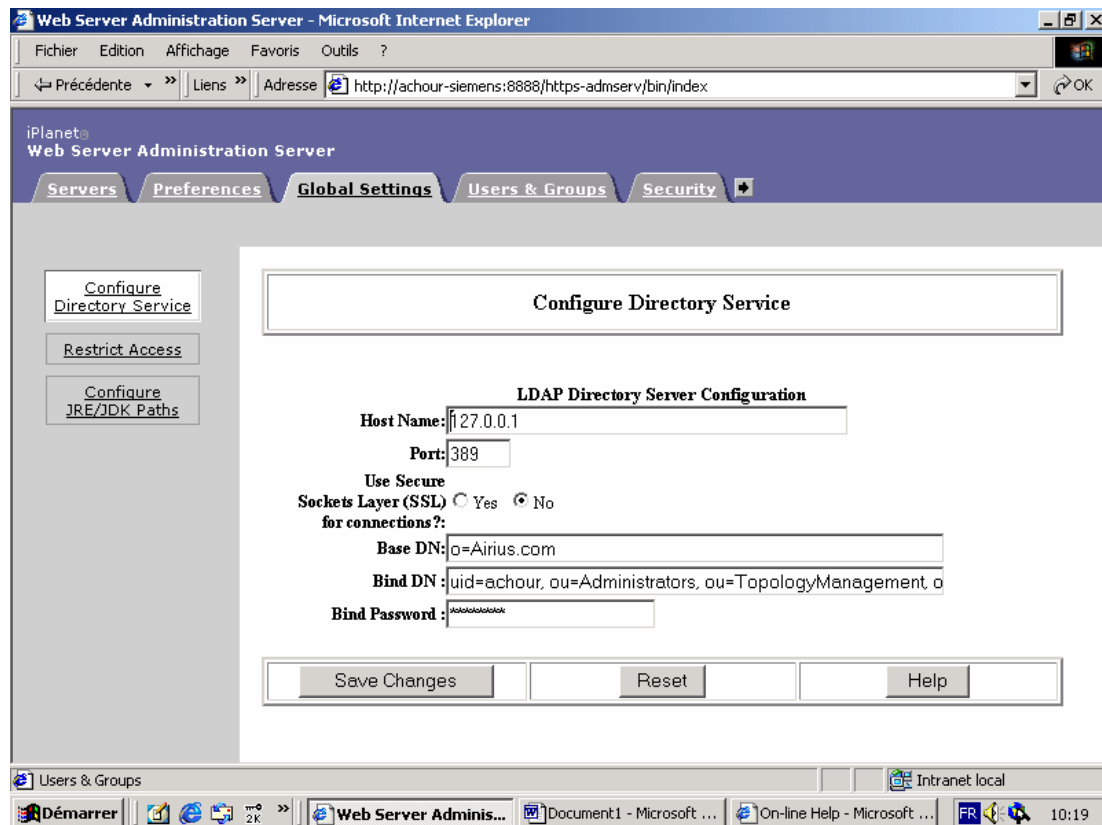 Web Server Administration Server - Microsoft Internet Explorer
Fichier Edition Affichage Favoris Outils ?
Précédente » Liens » Adresse http://achour-siemens:8888/https-admserv/bin/index OK
iPlanet
Web Server Administration Server
Servers Preferences Global Settings Users & Groups Security
Configure
Directory Service
Restrict Access
Configure
JRE/JDK Paths
Configure Directory Service
LDAP Directory Server Configuration
Host Name: 127.0.0.1
Port: 389
Use Secure
Sockets Layer (SSL) Yes No
for connections?:
Base DN: o=Airius.com
Bind DN : uid=achour, ou=Administrators, ou=TopologyManagement, o
Bind Password : *********
Save Changes Reset Help
Users & Groups Intranet local
Démarrer 2K » Web Server Adminis... Document1 - Microsoft ... On-line Help - Microsoft ... FR 10:19